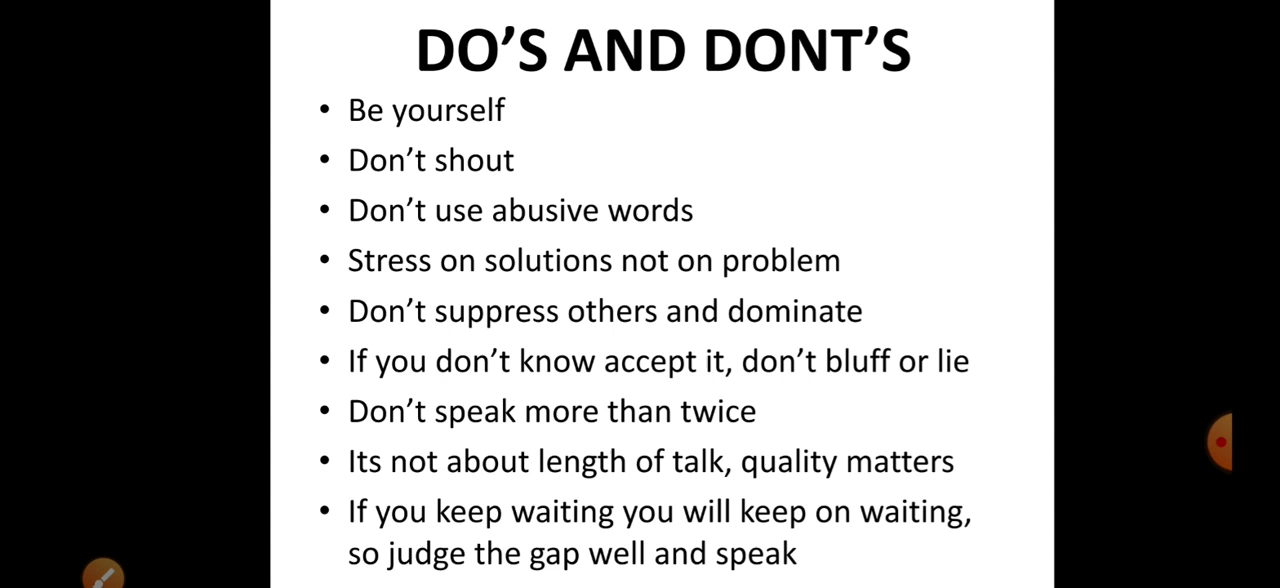 DO’S AND DONT’S
• Be yourself
• Don’t shout
• Don’t use abusive words
• Stress on solutions not on problem
• Don’t suppress others and dominate
• If you don’t know accept it, don’t bluff or lie
• Don’t speak more than twice
• Its not about length of talk, quality matters
• If you keep waiting you will keep on waiting,
so judge the gap well and speak